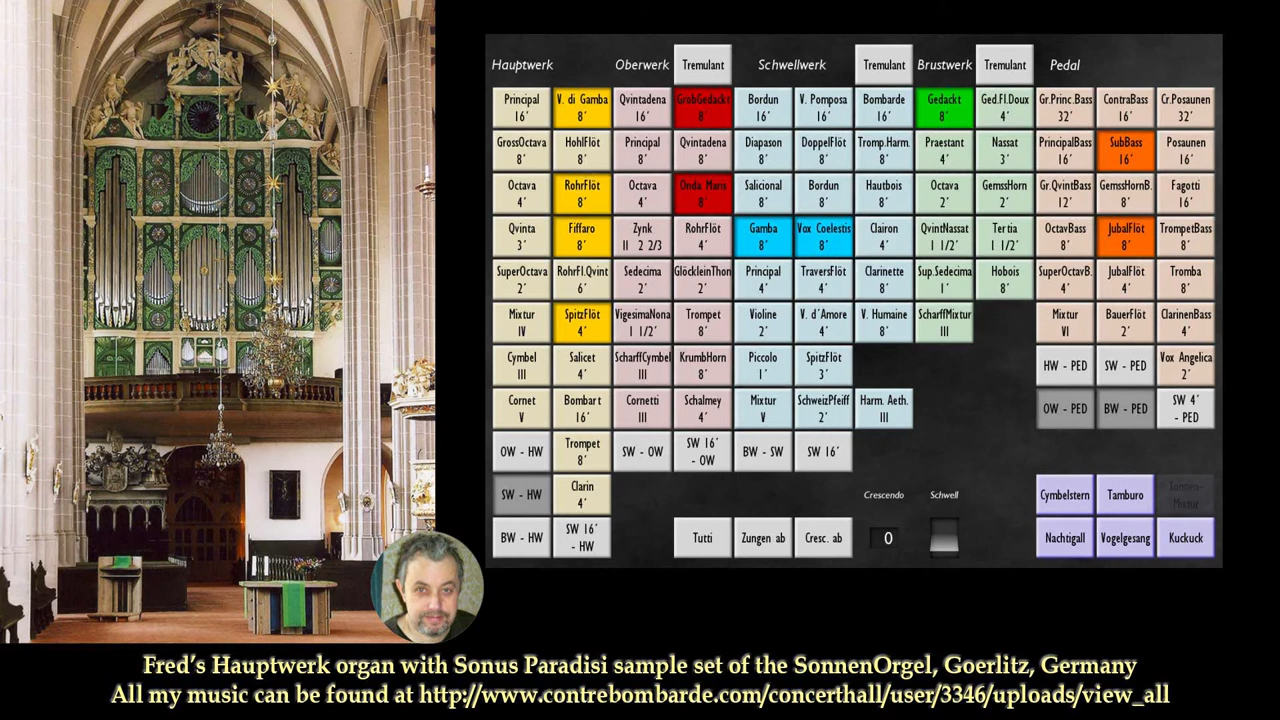 Hauptwerk Oberwerk Tremulant Schwellwerk Tremulant Brustwerk Tremulant Pedal
Principal V. di Gamba Qvintadena GrobGedackt Bordun V. Pomposa Bombarde Gedackt Ged.Fl.Doux Gr.Princ.Bass ContraBass Cr.Posaunen
16' 8' 16' 8' 16' 16' 16' 8' 4' 32' 16' 32'
GrossOctava HohlFlöt Principal Qvintadena Diapason DoppelFlöt Tromp.Harm. Praestant Nassat PrincipalBass SubBass Posaunen
8' 8' 8' 8' 8' 8' 8' 4' 3' 16' 16' 16'
Octava RohrFlöt Octava Onda Maris Salicional Bordun Hautbois Octava GemssHorn Gr.QvintBass GemssHornB. Fagotti
4' 8' 4' 8' 8' 8' 8' 2' 2' 12' 8' 16'
Qvinta Fiffaro Zynk RohrFlöt Gamba Vox Coelestis Clairon QvintNassat Tertia OctavBass JubalFlöt TrompetBass
3' 8' II 2 2/3 4' 8' 8' 4' 1 1/2' 1 1/2' 8' 8' 8'
SuperOctava RohrFl.Qvint Sedecima GlöckleinThon Principal TraversFlöt Clarinette Sup.Sedecima Hobois SuperOctavB. JubalFlöt Tromba
2' 6' 2' 2' 4' 4' 8' 1' 8' 4' 4' 8'
Mixtur SpitzFlöt VigesimaNona Trompet Violine V. d'Amore V. Humaine ScharffMixtur Mixtur BauerFlöt ClarinenBass
IV 4' 1 1/2' 8' 2' 4' 8' III VI 2' 4'
Cymbel Salicet ScharffCymbel KrumbHorn Piccolo SpitzFlöt HW - PED SW - PED Vox Angelica
III 4' III 8' 1' 3' 2'
Cornet Bombart Cornetti Schalmey Mixtur SchweizPfeiff Harm. Aeth. OW - PED BW - PED SW 4'
V 16' III 4' V 2' III - PED
OW - HW Trompet SW - OW SW 16' BW - SW SW 16'
8' - OW
SW - HW Clarin Crescendo Schwell Cymbelstern Tamburo Sonnen-
4' Mixtur
BW - HW SW 16' Tutti Zungen ab Cresc. ab 0 Nachtigall Vogelgesang Kuckuck
- HW
Fred's Hauptwerk organ with Sonus Paradisi sample set of the SonnenOrgel, Goerlitz, Germany
All my music can be found at http://www.contrebombarde.com/concerthall/user/3346/uploads/view_all